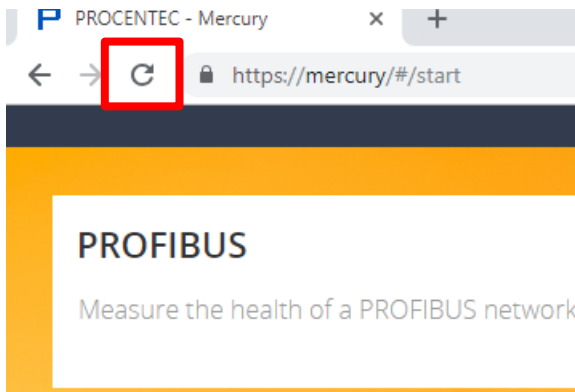 PROCENTEC - Mercury
https://mercury/#/start
PROFIBUS
Measure the health of a PROFIBUS network